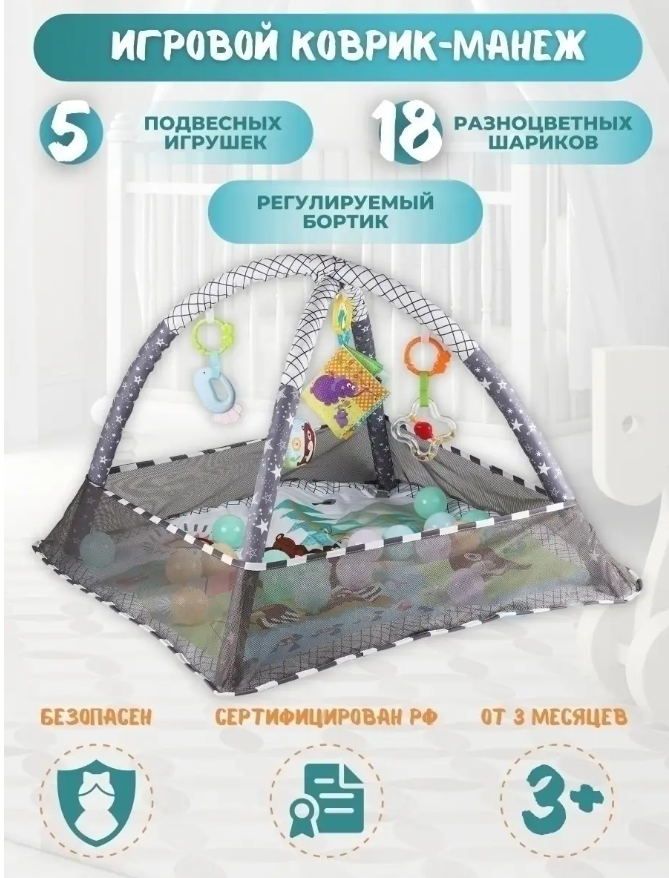 ИГРОВОЙ КОВРИК-МАНЕЖ
5 ПОДВЕСНЫХ
ИГРУШЕК
18 РАЗНОЦВЕТНЫХ
ШАРИКОВ
РЕГУЛИРУЕМЫЙ
БОРТИК
БЕЗОПАСЕН
СЕРТИФИЦИРОВАН РФ
ОТ 3 МЕСЯЦЕВ
3+